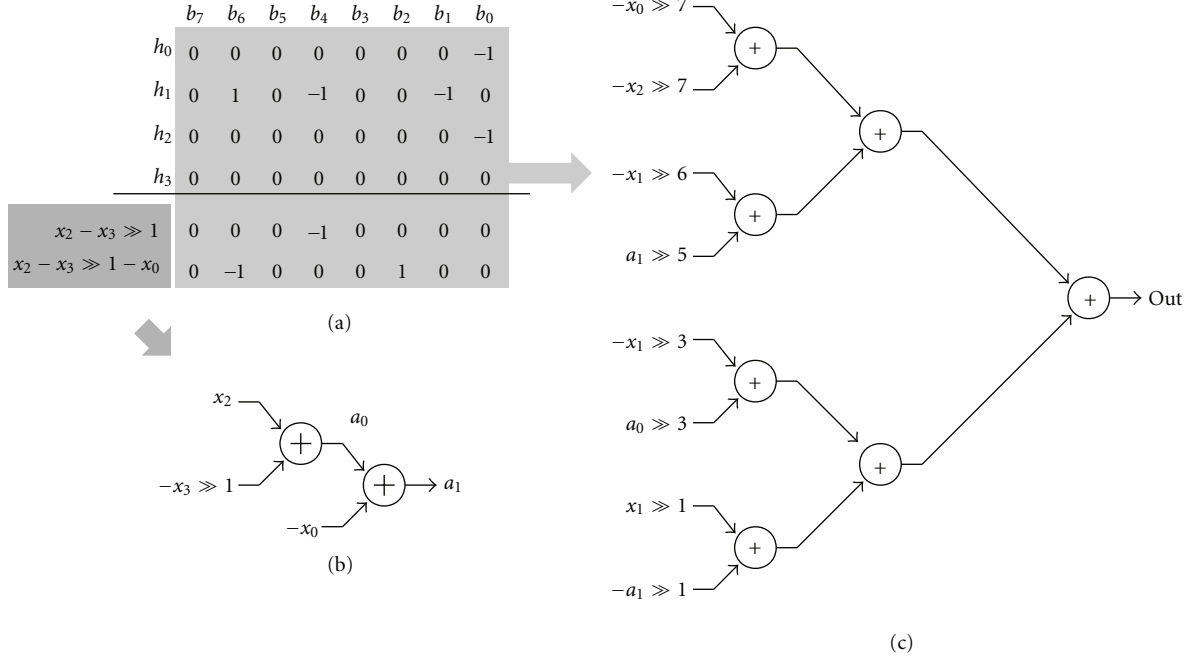 b7 b6 b5 b4 b3 b2 b1 b0
h0 0 0 0 0 0 0 0 −1
h1 0 1 0 −1 0 0 −1 0
h2 0 0 0 0 0 0 0 −1
h3 0 0 0 0 0 0 0 0
x2 − x3 ≫ 1 0 0 0 −1 0 0 0 0
x2 − x3 ≫ 1 − x0 0 −1 0 0 0 1 0 0
(a)
x2
+
a0
−x3 ≫ 1
+
a1
−x0
(b)
−x0 ≫ 7
+
−x2 ≫ 7
+
−x1 ≫ 6
+
a1 ≫ 5
+
Out
−x1 ≫ 3
+
a0 ≫ 3
+
x1 ≫ 1
+
−a1 ≫ 1
(c)